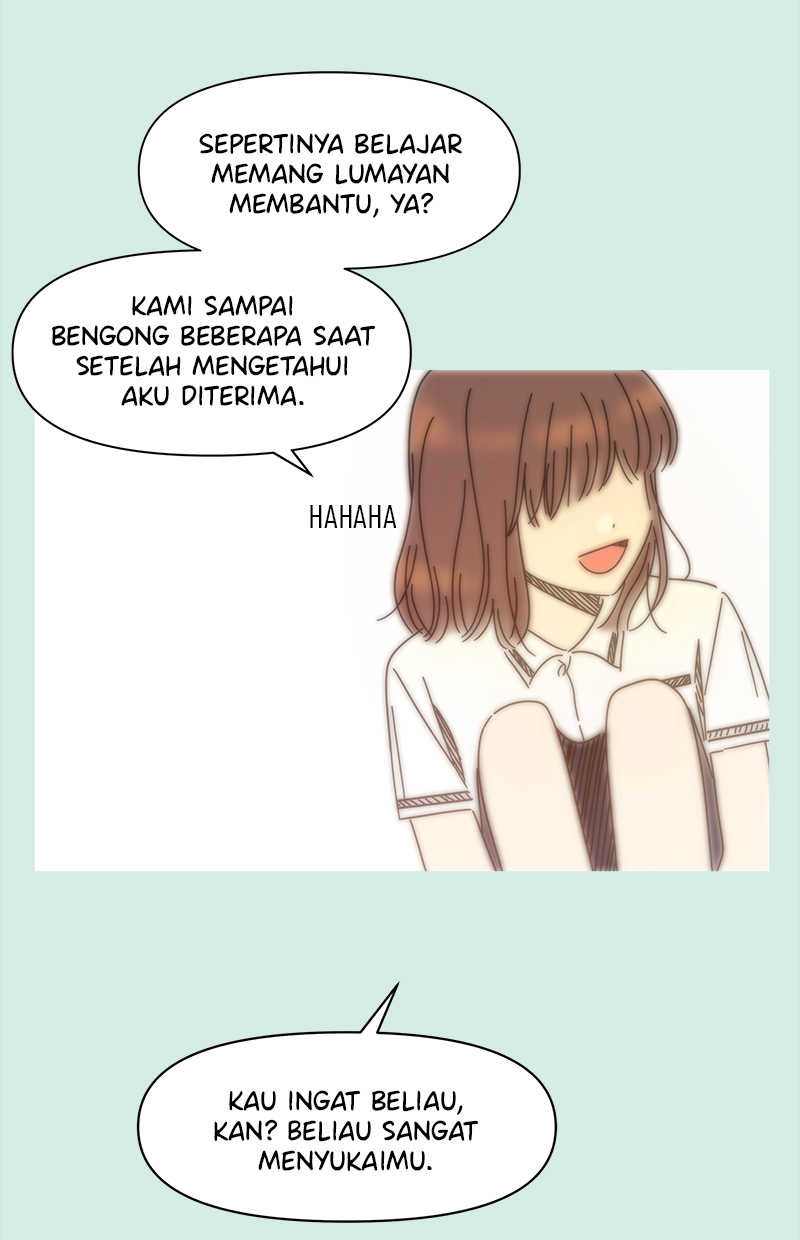 SEPERTINYA BELAJAR
MEMANG LUMAYAN
MEMBANTU, YA?
KAMI SAMPAI
BENGONG BEBERAPA SAAT
SETELAH MENGETAHUI
AKU DITERIMA.
HAHAHA
KAU INGAT BELIAU,
KAN? BELIAU SANGAT
MENYUKAIMU.